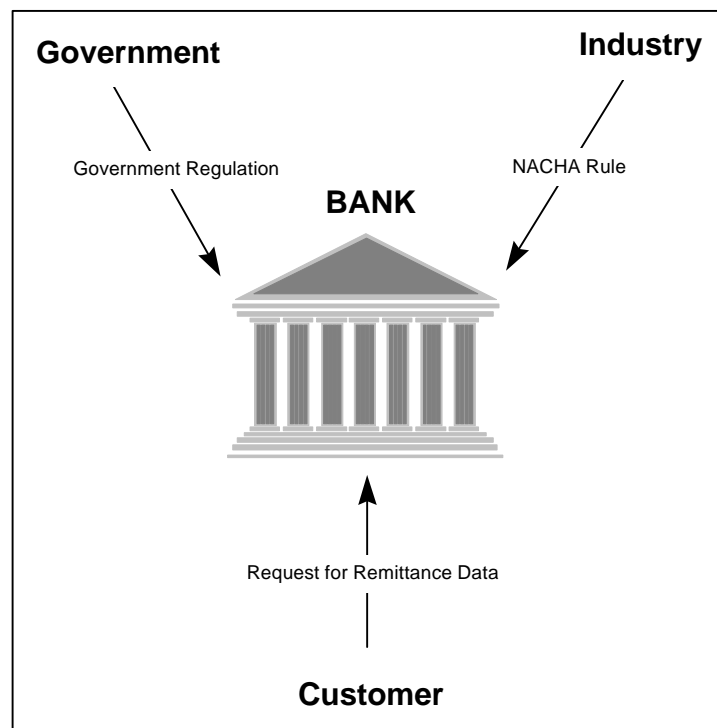 Government
Industry
Government Regulation
NACHA Rule
BANK
Request for Remittance Data
Customer